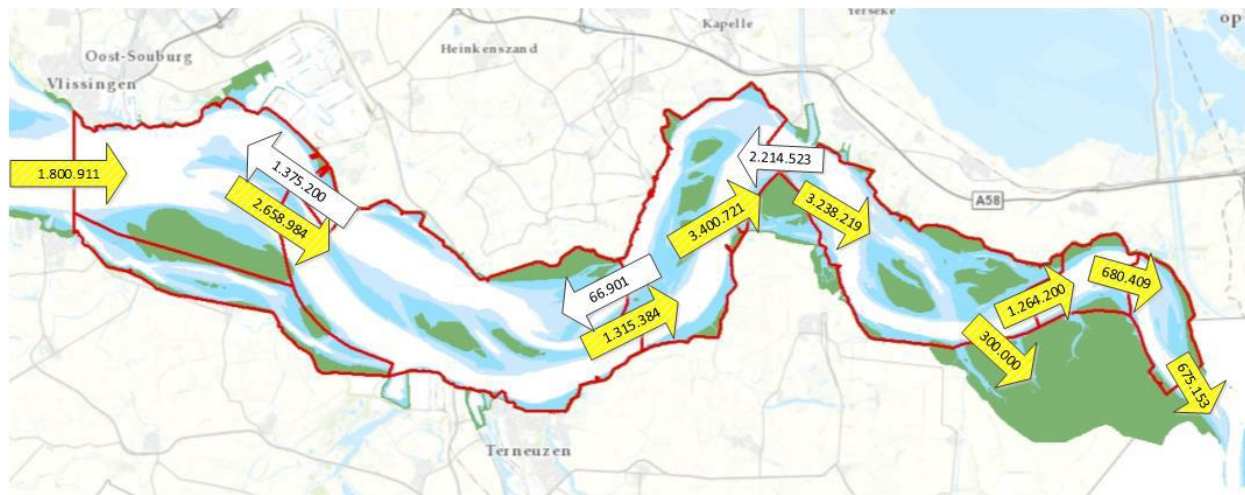 Oost-Souburg
Vlissingen
Heinkenszand
Kapelle
Yerseke
op
A58
1.800.911
1.375.200
2.658.984
66.901
1.315.384
3.400.721
2.214.523
3.238.219
1.264.200
300.000
680.409
675.153
Terneuzen